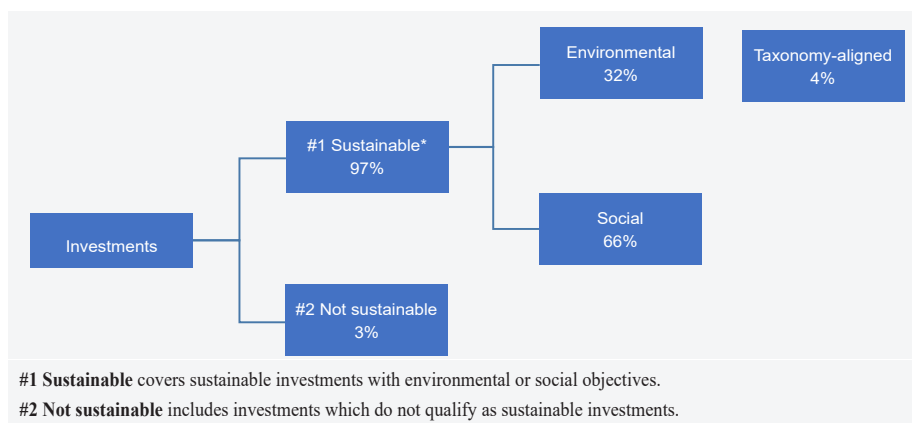 Environmental
32%
Taxonomy-aligned
4%
#1 Sustainable*
97%
Social
66%
Investments
#2 Not sustainable
3%
#1 Sustainable covers sustainable investments with environmental or social objectives.
#2 Not sustainable includes investments which do not qualify as sustainable investments.